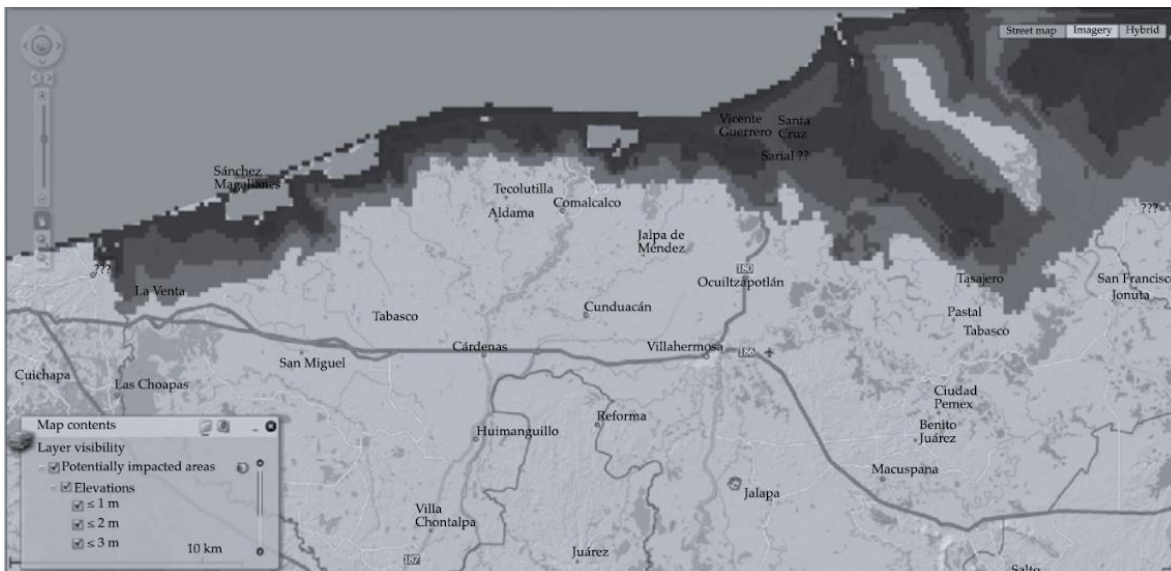 Street map Imagery Hybrid
Vicente
Guerrero
Santa
Cruz
Sarial ??
Sánchez
Magallanes
Tecolutilla
Comalcalco
Aldama
???
Jalpa de
Méndez
???
180
La Venta
Ocuiltzapotlán
Tasajero
San Francisco
Jonuta
Tabasco
Cunduacán
Pastal
Tabasco
Cárdenas
Villahermosa
186
San Miguel
Cuichapa
Las Choapas
Ciudad
Pemex
Reforma
Benito
Juárez
Huimanguillo
Macuspana
Jalapa
Villa
Chontalpa
Juárez
187
Salto
Map contents
Layer visibility
Potentially impacted areas
Elevations
≤ 1 m
≤ 2 m
≤ 3 m
10 km